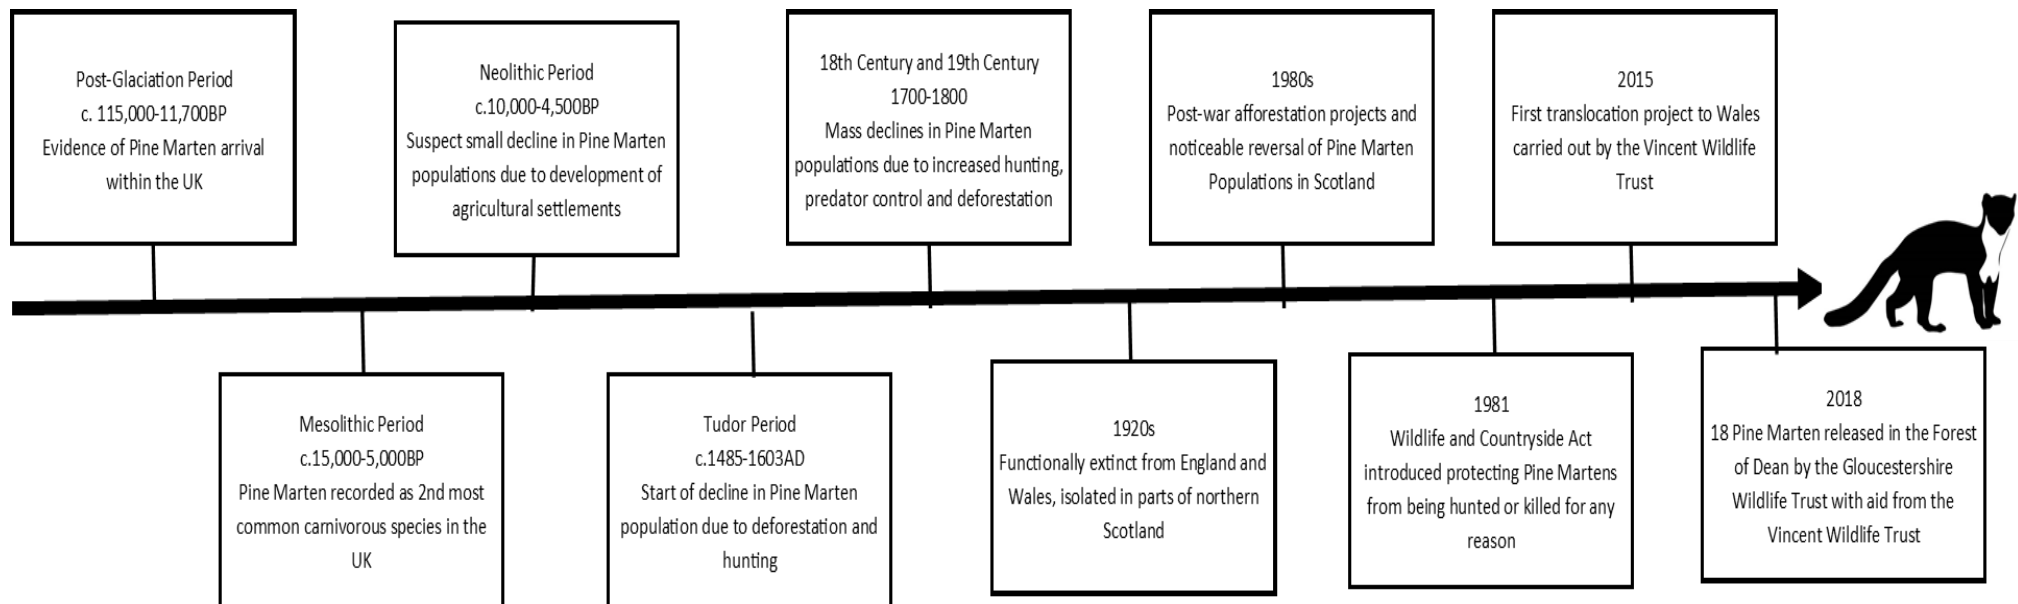 Post-Glaciation Period
c. 115,000-11,700BP
Evidence of Pine Marten arrival
within the UK
Mesolithic Period
c.15,000-5,000BP
Pine Marten recorded as 2nd most
common carnivorous species in the
UK
Neolithic Period
c.10,000-4,500BP
Suspect small decline in Pine Marten
populations due to development of
agricultural settlements
Tudor Period
c.1485-1603AD
Start of decline in Pine Marten
population due to deforestation and
hunting
18th Century and 19th Century
1700-1800
Mass declines in Pine Marten
populations due to increased hunting,
predator control and deforestation
1920s
Functionally extinct from England and
Wales, isolated in parts of northern
Scotland
1980s
Post-war afforestation projects and
noticeable reversal of Pine Marten
Populations in Scotland
1981
Wildlife and Countryside Act
introduced protecting Pine Martens
from being hunted or killed for any
reason
2015
First translocation project to Wales
carried out by the Vincent Wildlife
Trust
2018
18 Pine Marten released in the Forest
of Dean by the Gloucestershire
Wildlife Trust with aid from the
Vincent Wildlife Trust